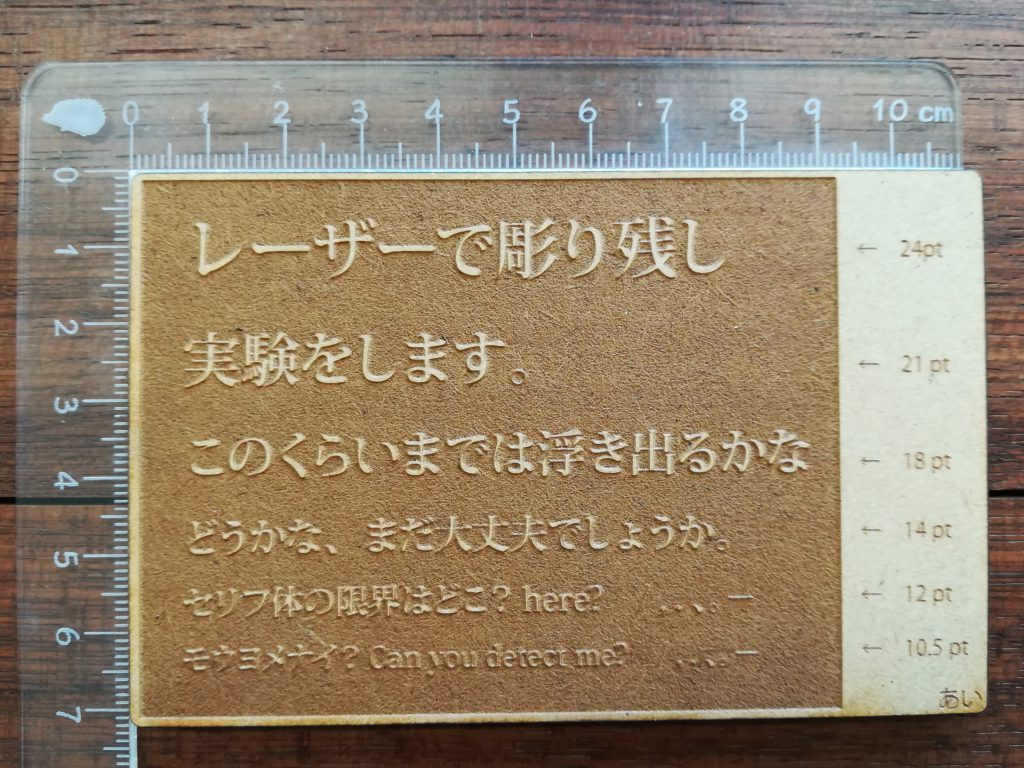 0 1 2 3 4 5 6 7 8 9 10 cm
0
1
2
3
4
5
6
7
レーザーで彫り残し ← 24pt
実験をします。 ← 21 pt
このくらいまでは浮き出るかな ← 18 pt
どうかな、まだ大丈夫でしょうか。 ← 14 pt
セリフ体の限界はどこ? here? ← 12 pt
モウヨメナイ? Can you detect me? ← 10.5 pt
あい